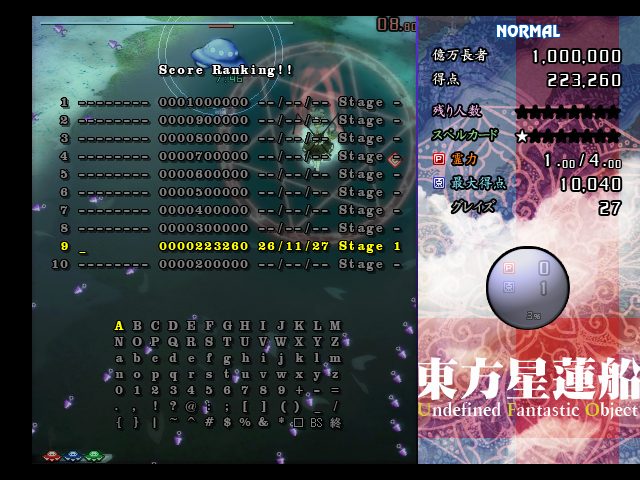 08.80
7:46
Score Ranking!!
1 -------- 0001000000 --/--/-- Stage -
2 -------- 0000900000 --/--/-- Stage -
3 -------- 0000800000 --/--/-- Stage -
4 -------- 0000700000 --/--/-- Stage -
5 -------- 0000600000 --/--/-- Stage -
6 -------- 0000500000 --/--/-- Stage -
7 -------- 0000400000 --/--/-- Stage -
8 -------- 0000300000 --/--/-- Stage -
9 _ 0000223260 26/11/27 Stage 1
10 -------- 0000200000 --/--/-- Stage -
A B C D E F G H I J K L M
N O P Q R S T U V W X Y Z
a b c d e f g h i j k l m
n o p q r s t u v w x y z
0 1 2 3 4 5 6 7 8 9 + - =
. , ! ? @ : ; [ ] ( ) _ /
{ } | ~ ^ # $ % & * □ BS 終
NORMAL
億万長者 1,000,000
得点 223,260
残り人数
スペルカード
P 霊力 1.00/4.00
最大得点 10,040
グレイズ 27
P 0
1
3%
東方星蓮船
Undefined Fantastic Object